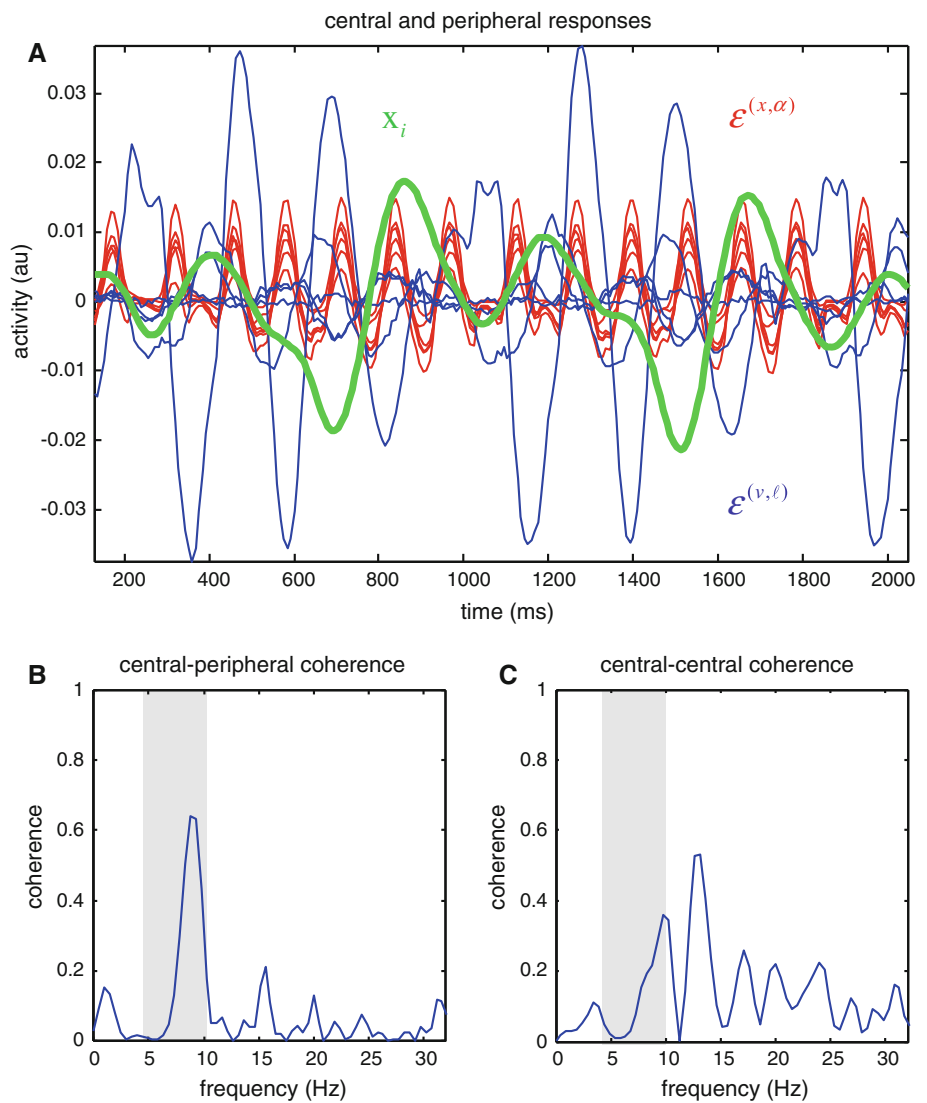 central and peripheral responses
A
0.03
0.02
0.01
0
-0.01
-0.02
-0.03
activity (au)
x_i
ε^(x,α)
ε^(v,ℓ)
200 400 600 800 1000 1200 1400 1600 1800 2000
time (ms)
B
central-peripheral coherence
1
0.8
0.6
0.4
0.2
0
coherence
0 5 10 15 20 25 30
frequency (Hz)
C
central-central coherence
1
0.8
0.6
0.4
0.2
0
coherence
0 5 10 15 20 25 30
frequency (Hz)